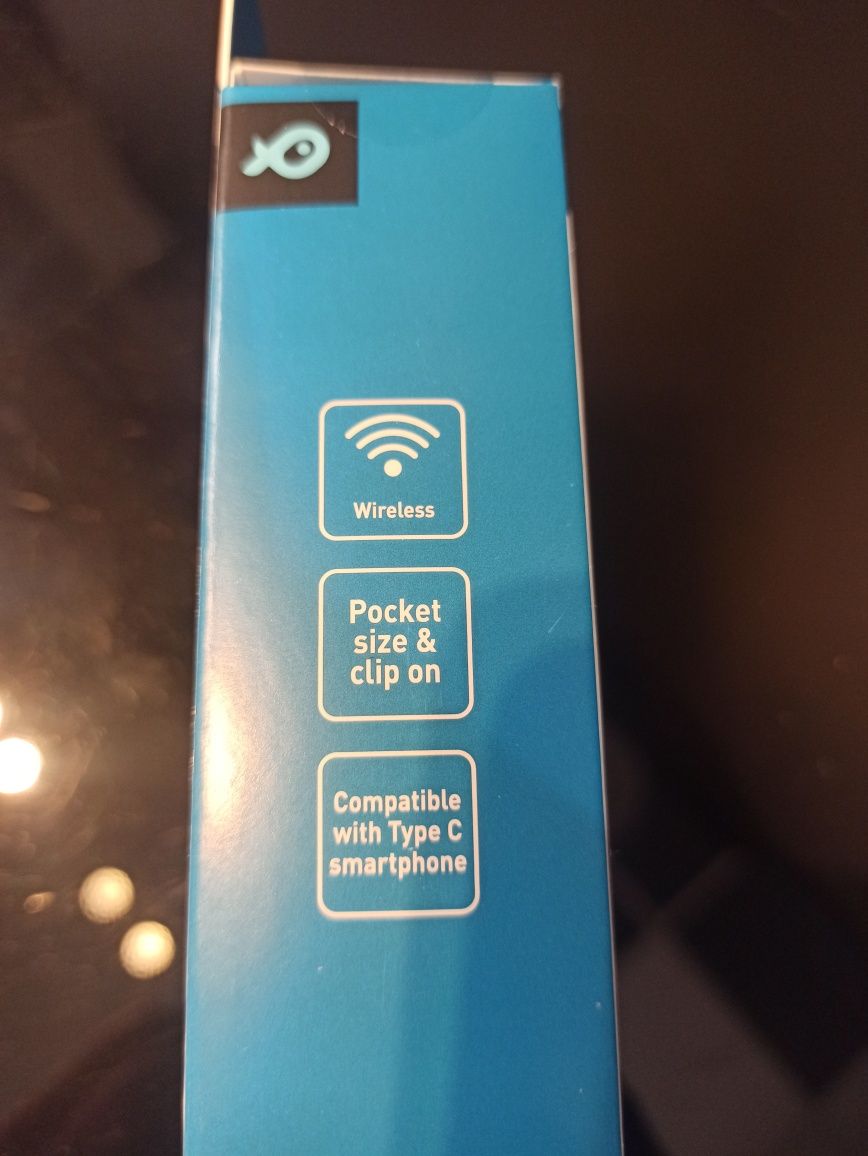 Wireless
Pocket
size &
clip on
Compatible
with Type C
smartphone